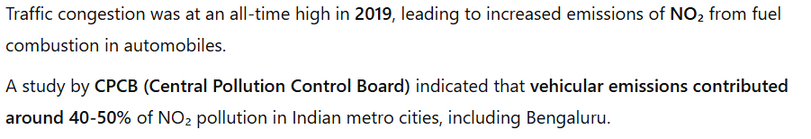 Traffic congestion was at an all-time high in 2019, leading to increased emissions of NO₂ from fuel
combustion in automobiles.
A study by CPCB (Central Pollution Control Board) indicated that vehicular emissions contributed
around 40-50% of NO₂ pollution in Indian metro cities, including Bengaluru.